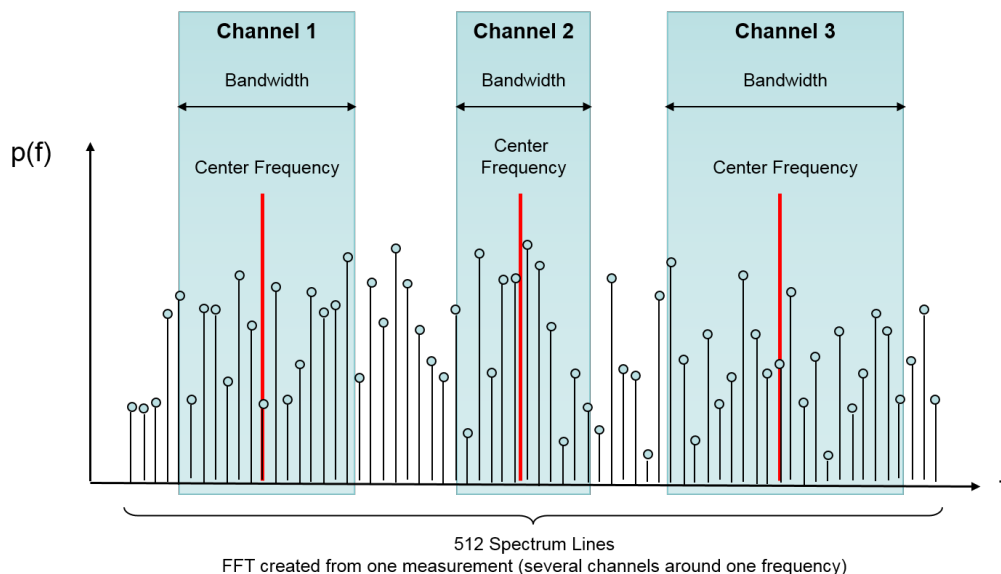 Channel 1
Channel 2
Channel 3
Bandwidth
Bandwidth
Bandwidth
p(f)
Center Frequency
Center
Frequency
Center Frequency
512 Spectrum Lines
FFT created from one measurement (several channels around one frequency)